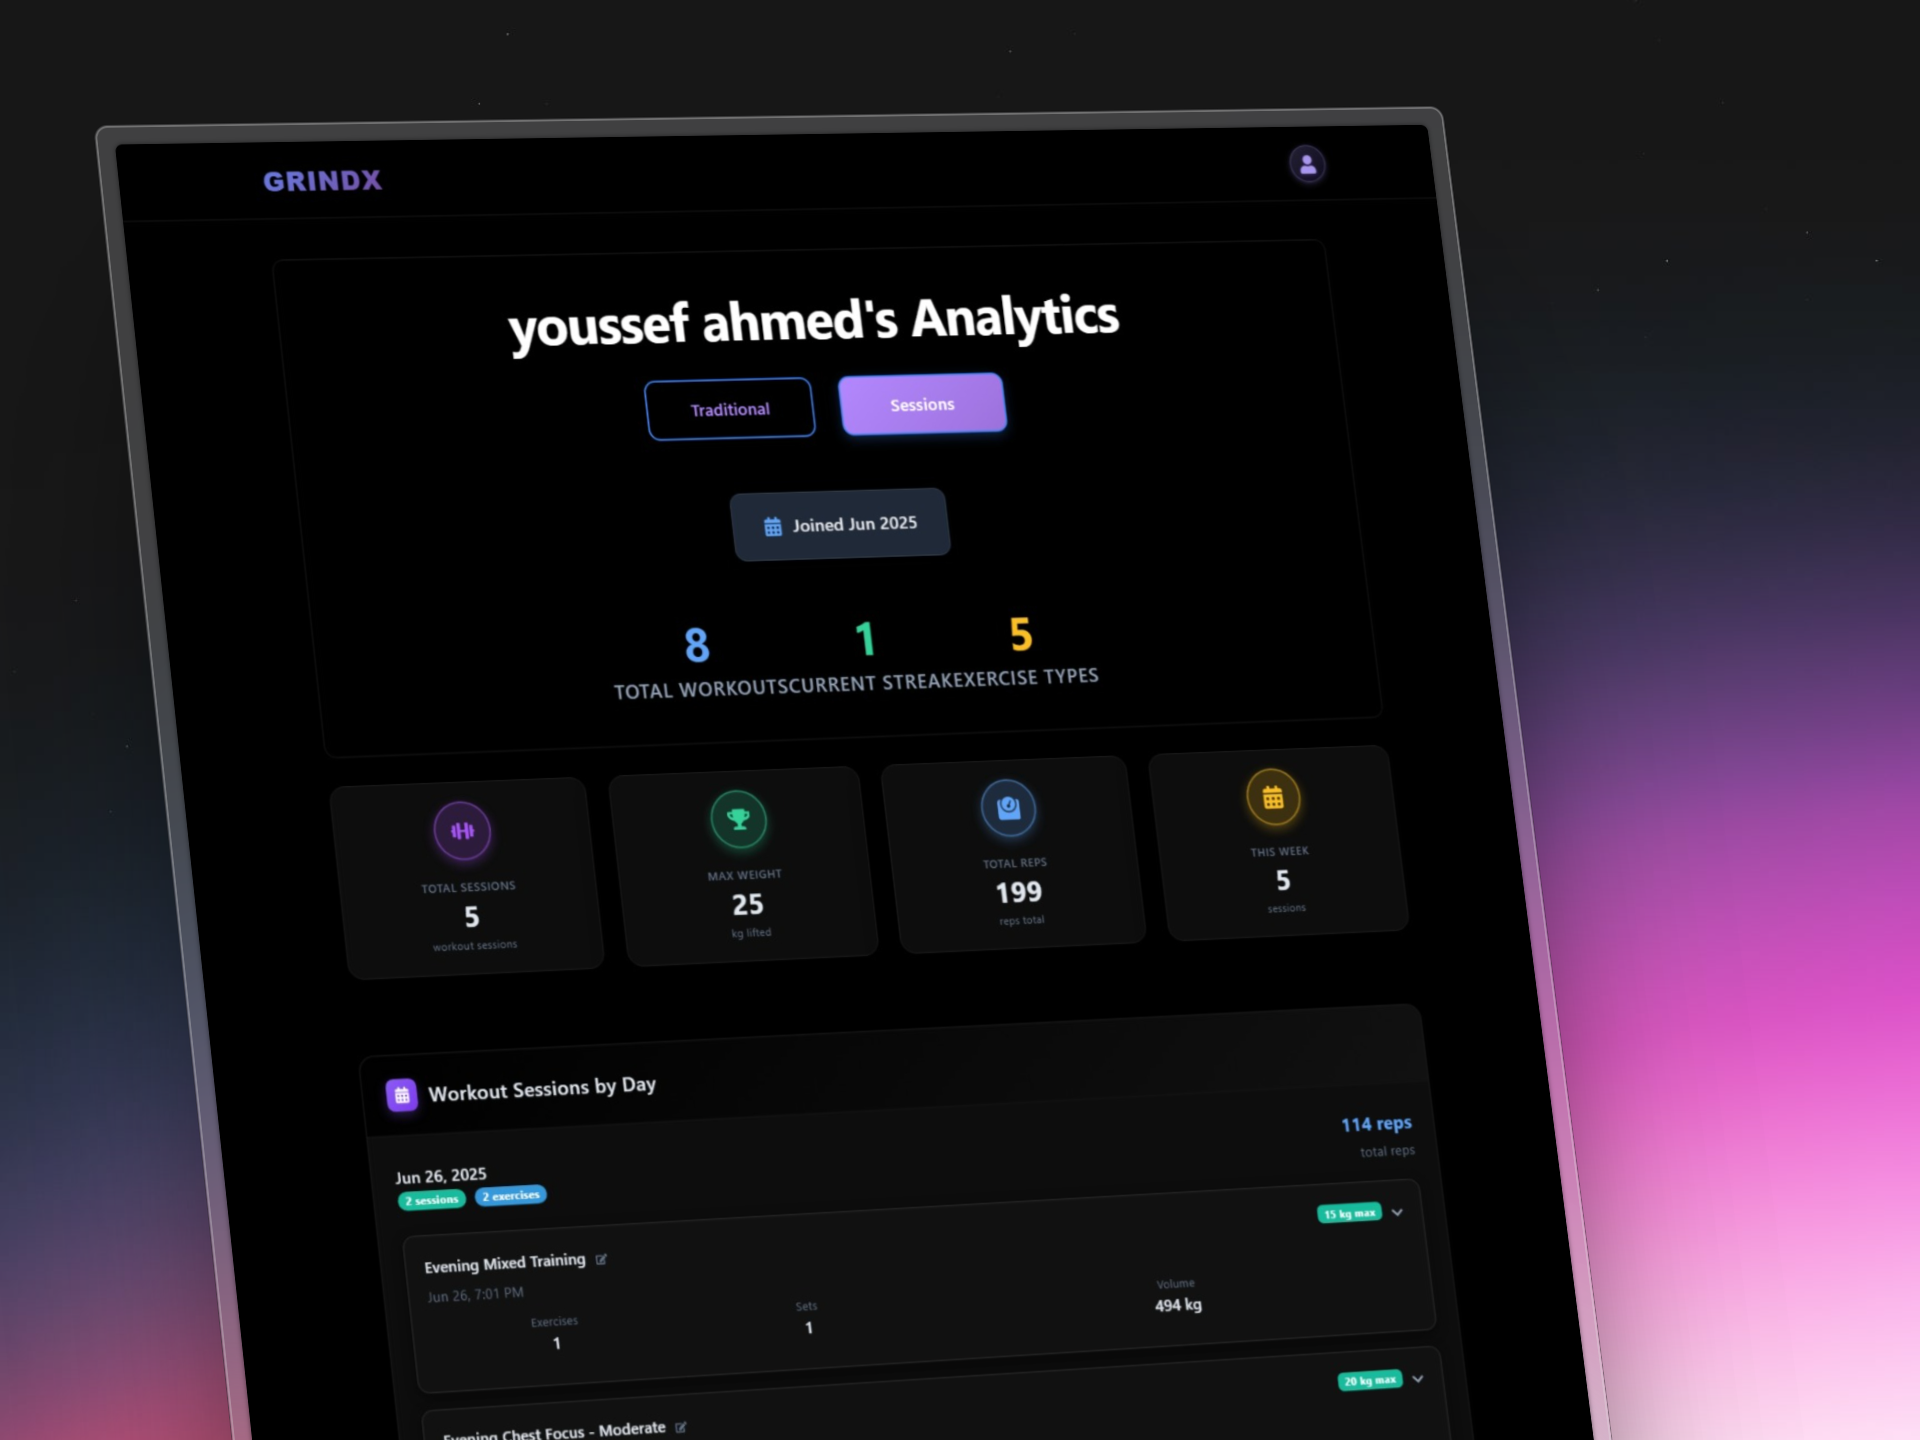 GRINDX
youssef ahmed's Analytics
Traditional
Sessions
Joined Jun 2025
8
1
5
TOTAL WORKOUTS
CURRENT STREAK
EXERCISE TYPES
TOTAL SESSIONS
5
workout sessions
MAX WEIGHT
25
kg lifted
TOTAL REPS
199
reps total
THIS WEEK
5
sessions
Workout Sessions by Day
Jun 26, 2025
2 sessions
2 exercises
114 reps
total reps
Evening Mixed Training
15 kg max
Jun 26, 7:01 PM
Exercises
1
Sets
1
Volume
494 kg
Evening Chest Focus - Moderate
20 kg max